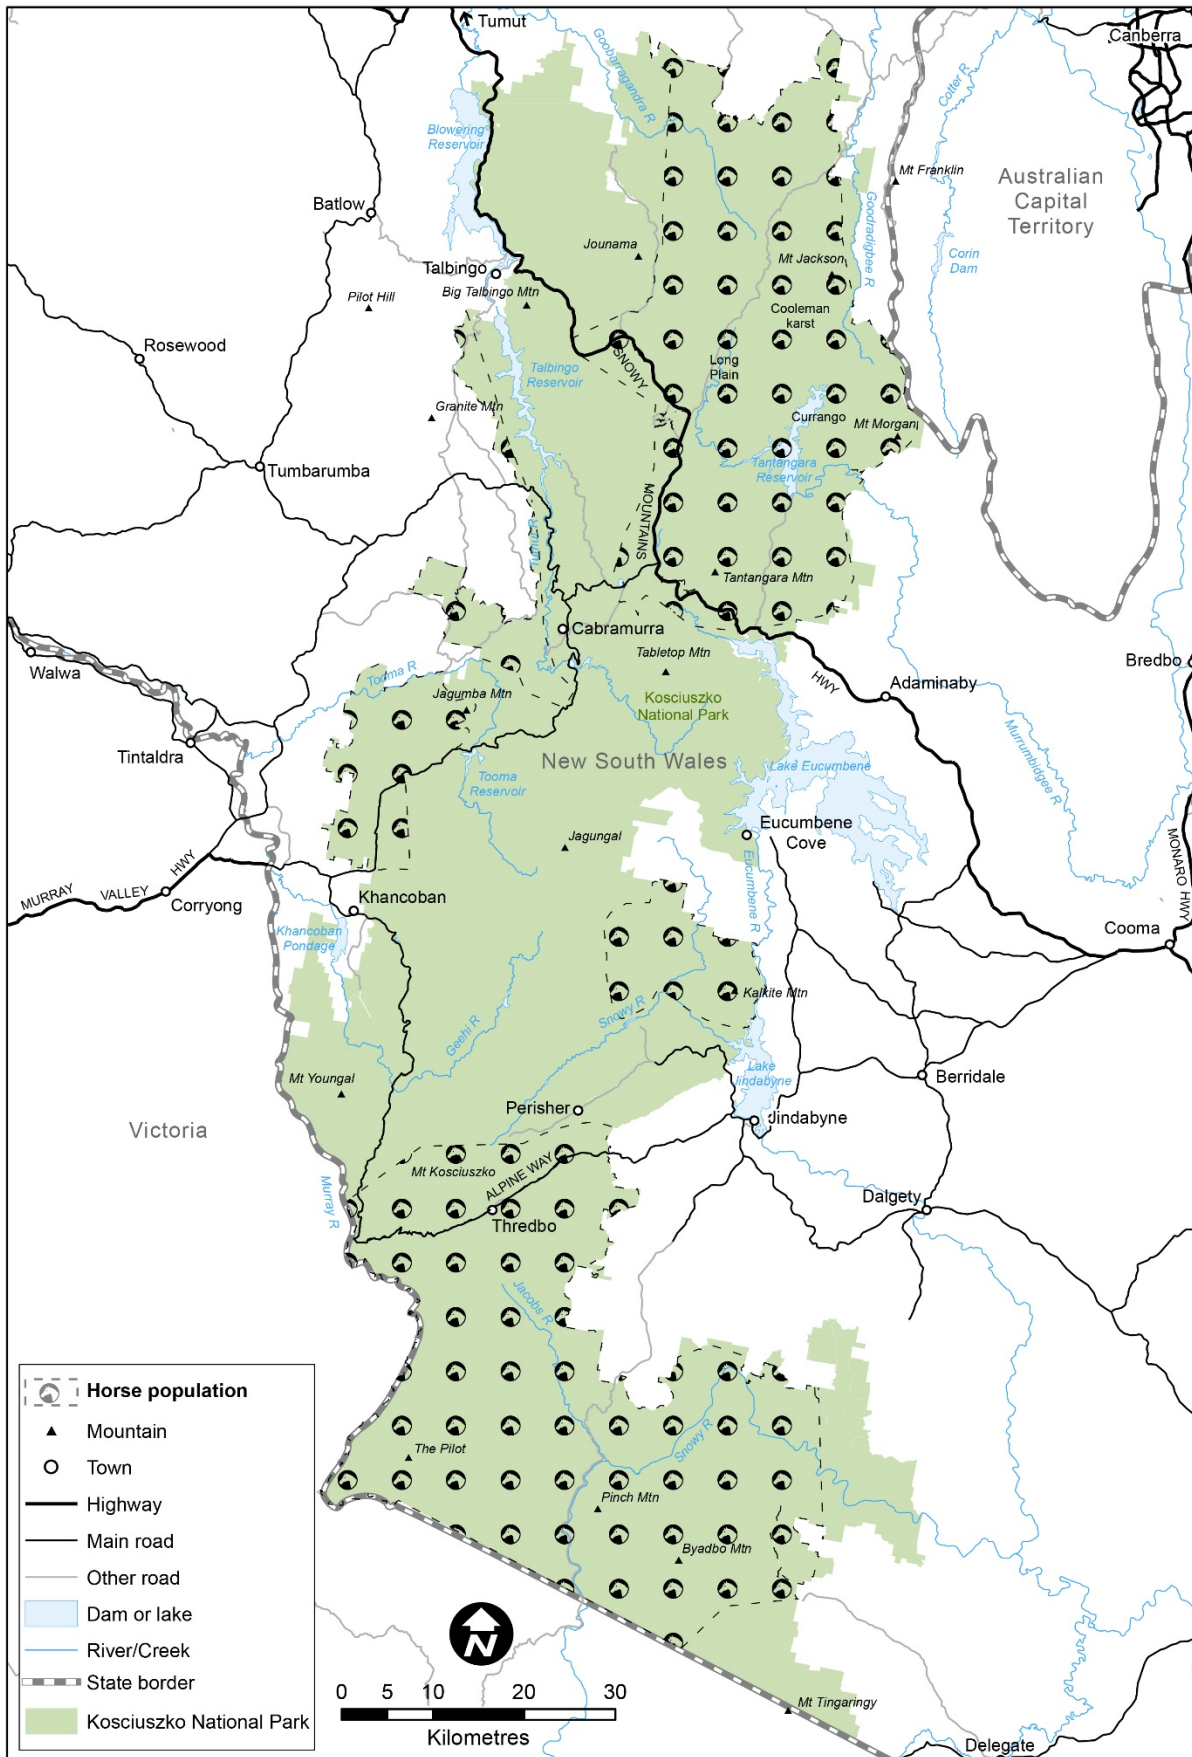 Tumut
Canberra
Goobarragandra R
Cotter R
Blowering
Reservoir
Mt Franklin
Australian
Capital
Territory
Batlow
Goodradigbee R
Jounama
Corin
Dam
Talbingo
Mt Jackson
Big Talbingo Mtn
Pilot Hill
Cooleman
karst
Rosewood
SNOWY
Long
Plain
Talbingo
Reservoir
Granite Mtn
Currango
Mt Morgan
Tumbarumba
Tantangara
Reservoir
MOUNTAINS
Tumut R
Tantangara Mtn
Cabramurra
Tabletop Mtn
Bredbo
Walwa
Tooma R
HWY
Adaminaby
Jagumba Mtn
Kosciuszko
National Park
Murrumbidgee R
Tintaldra
New South Wales
Lake Eucumbene
Tooma
Reservoir
Jagungal
Eucumbene
Cove
MONARO HWY
MURRAY
VALLEY
HWY
Corryong
Khancoban
Eucumbene R
Cooma
Khancoban
Pondage
Kalkite Mtn
Snowy R
Geehi R
Mt Youngal
Lake
Jindabyne
Berridale
Perisher
Jindabyne
Victoria
Mt Kosciuszko
ALPINE WAY
Murray R
Dalgety
Thredbo
Jacobs R
Snowy R
The Pilot
Pinch Mtn
Byadbo Mtn
Mt Tingaringy
Delegate
Horse population
Mountain
Town
Highway
Main road
Other road
Dam or lake
River/Creek
State border
Kosciuszko National Park
N
0 5 10 20 30
Kilometres